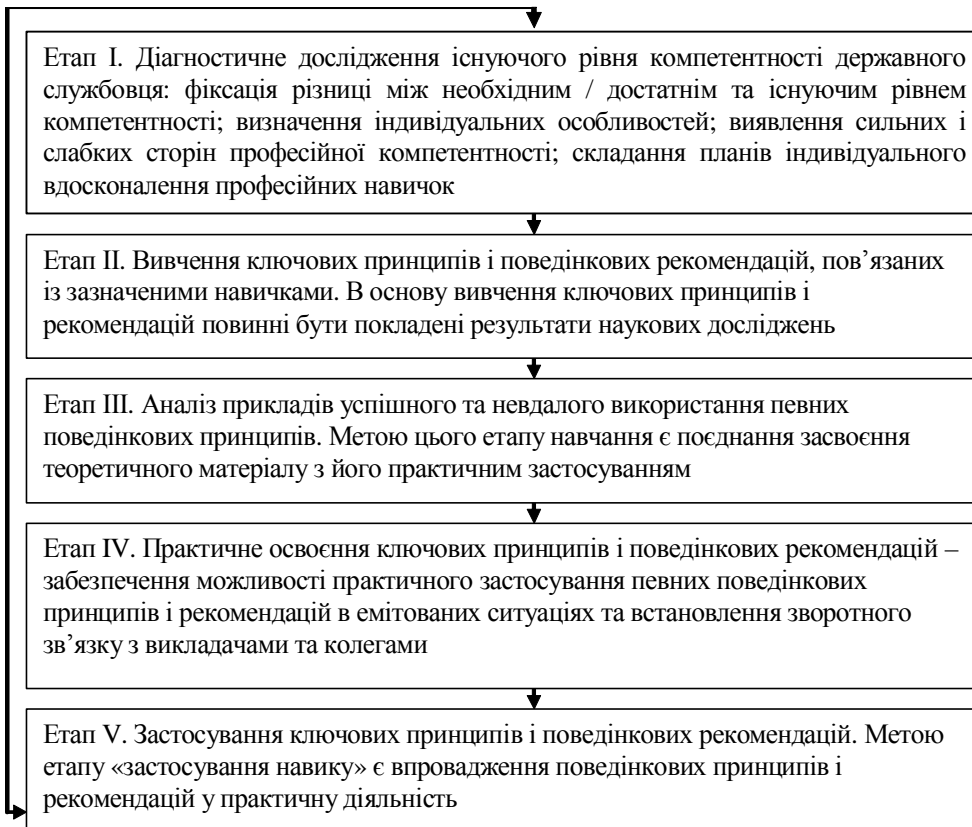 Етап I. Діагностичне дослідження існуючого рівня компетентності державного
службовця: фіксація різниці між необхідним / достатнім та існуючим рівнем
компетентності; визначення індивідуальних особливостей; виявлення сильних і
слабких сторін професійної компетентності; складання планів індивідуального
вдосконалення професійних навичок
Етап II. Вивчення ключових принципів і поведінкових рекомендацій, пов’язаних
із зазначеними навичками. В основу вивчення ключових принципів і
рекомендацій повинні бути покладені результати наукових досліджень
Етап III. Аналіз прикладів успішного та невдалого використання певних
поведінкових принципів. Метою цього етапу навчання є поєднання засвоєння
теоретичного матеріалу з його практичним застосуванням
Етап IV. Практичне освоєння ключових принципів і поведінкових рекомендацій –
забезпечення можливості практичного застосування певних поведінкових
принципів і рекомендацій в емітованих ситуаціях та встановлення зворотного
зв’язку з викладачами та колегами
Етап V. Застосування ключових принципів і поведінкових рекомендацій. Метою
етапу «застосування навику» є впровадження поведінкових принципів і
рекомендацій у практичну діяльність